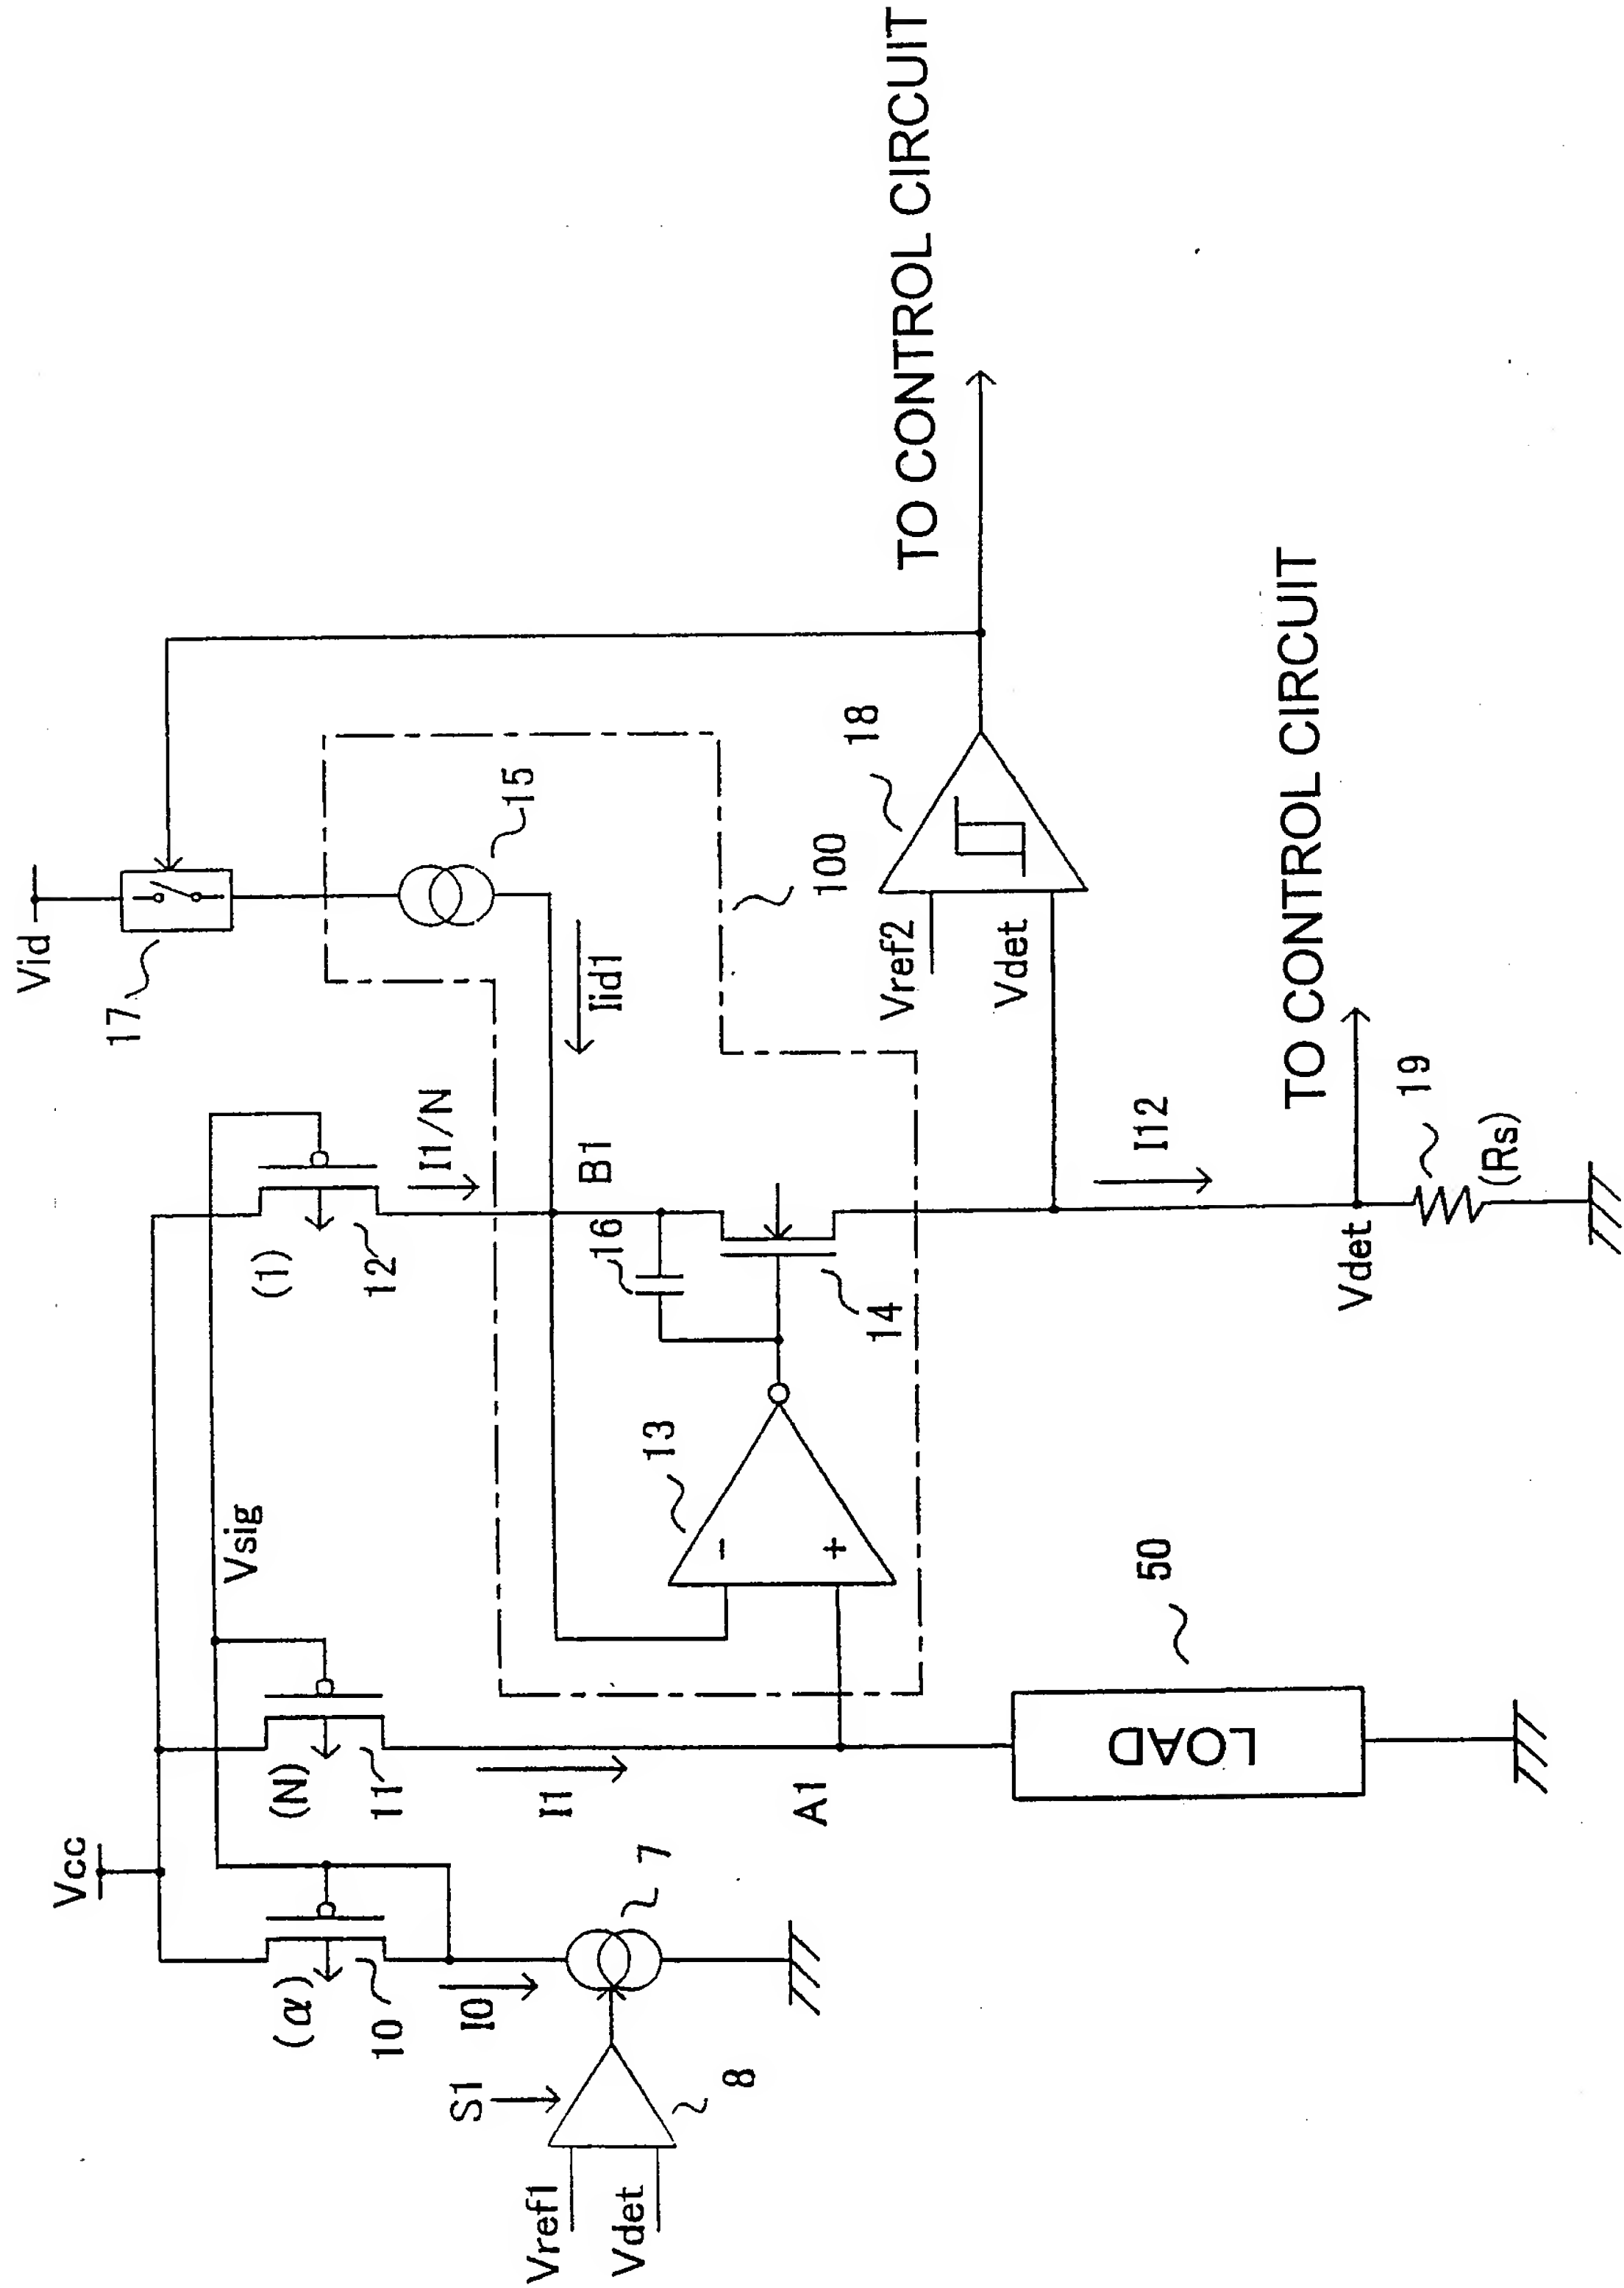 Vcc
Vid
17
(α)
10
(N)
11
Vsig
(1)
12
I0
I1
I1/N
Iid1
15
S1
Vref1
Vdet
8
7
A1
B1
13
16
14
100
18
Vref2
Vdet
TO CONTROL CIRCUIT
50
LOAD
I12
Vdet
TO CONTROL CIRCUIT
19
(Rs)